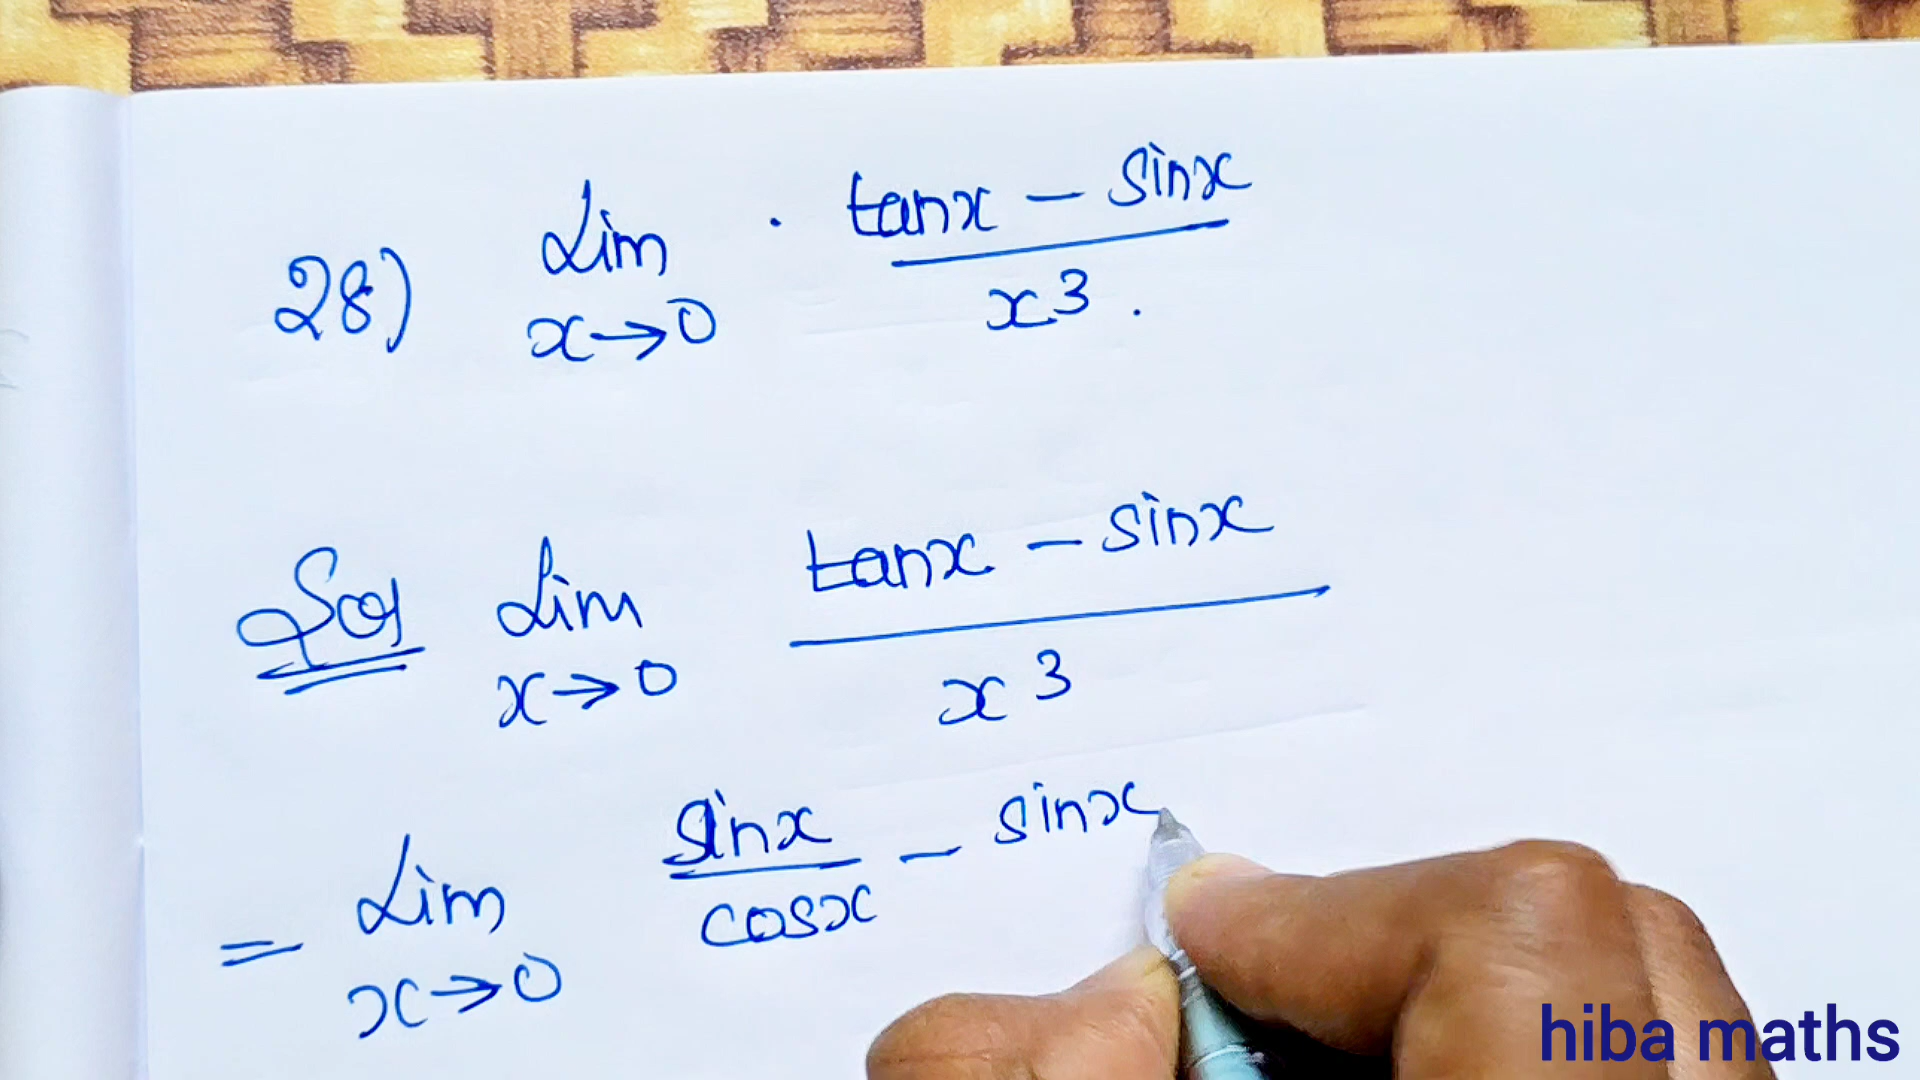 28) Lim x→0 . tanx − sinx / x³ .
Sol Lim x→0 tanx − sinx / x³
= Lim x→0 sinx / cosx − sinx
hiba maths